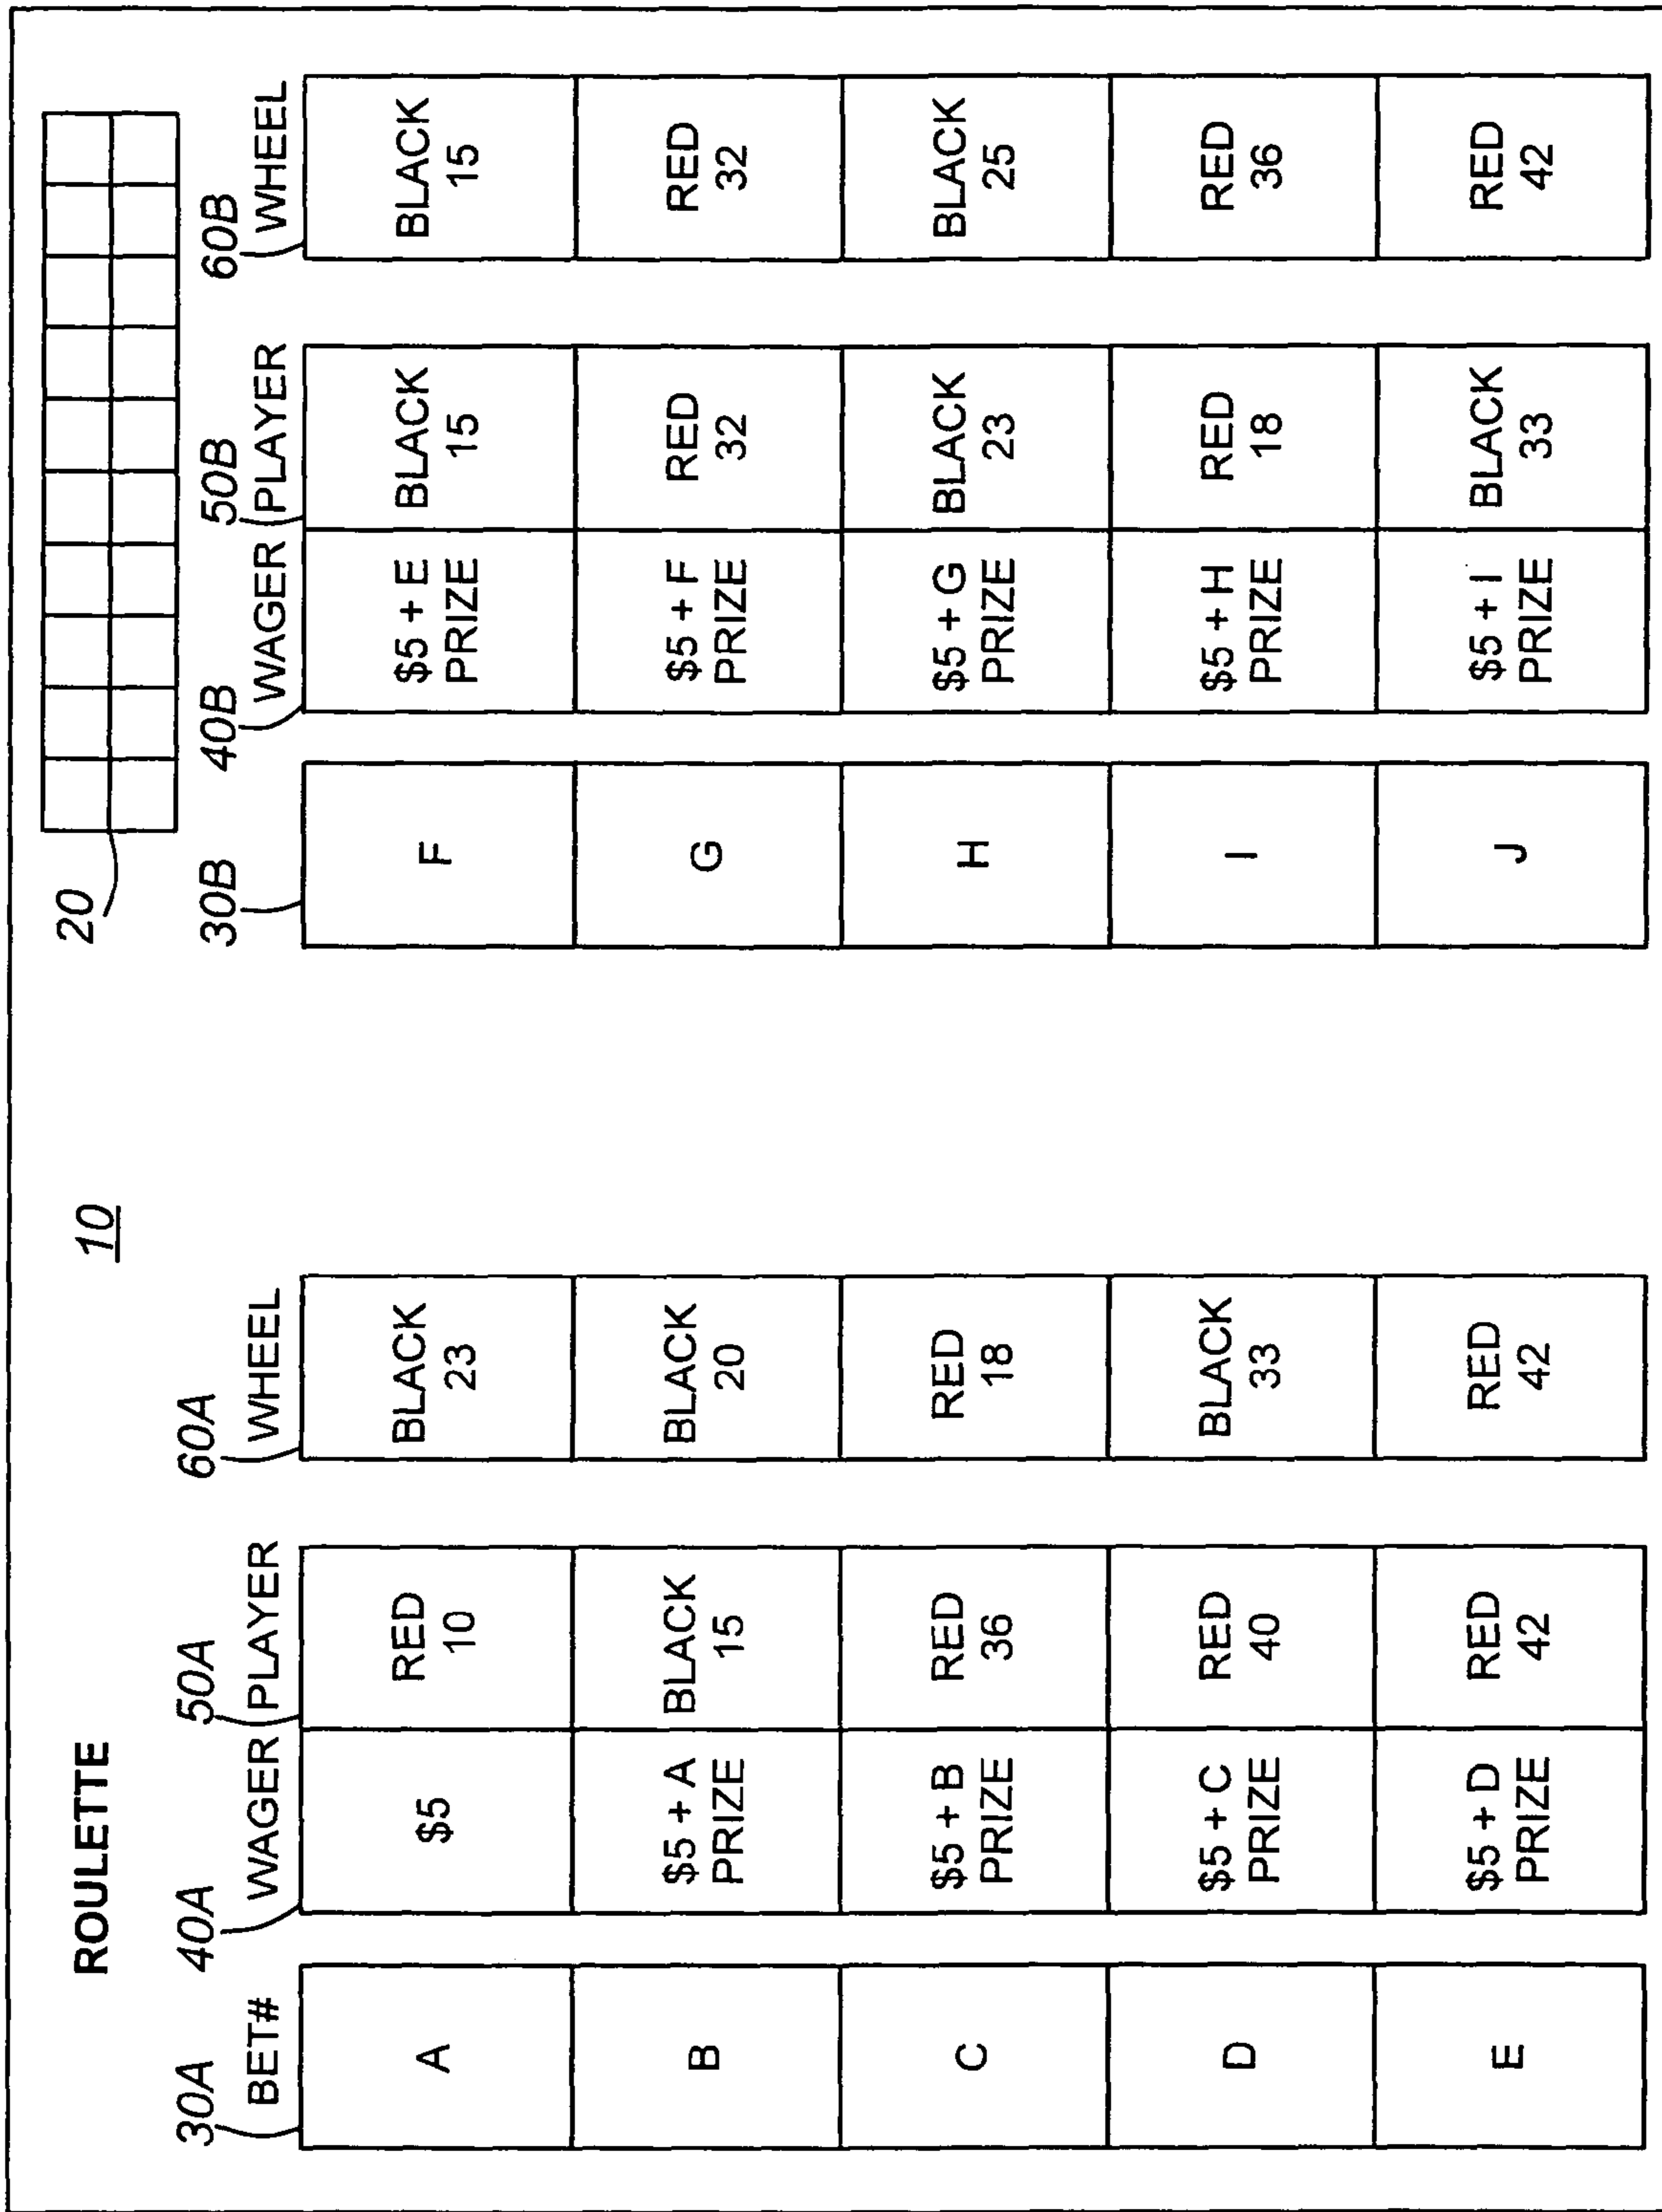 ROULETTE
10
20
30A
40A
50A
60A
30B
40B
50B
60B
BET# WAGER PLAYER WHEEL WAGER PLAYER WHEEL
A $5 RED 10 BLACK 23 F $5 + E PRIZE BLACK 15 BLACK 15
B $5 + A PRIZE BLACK 15 BLACK 20 G $5 + F PRIZE RED 32 RED 32
C $5 + B PRIZE RED 36 RED 18 H $5 + G PRIZE BLACK 23 BLACK 25
D $5 + C PRIZE RED 40 BLACK 33 I $5 + H PRIZE RED 18 RED 36
E $5 + D PRIZE RED 42 RED 42 J $5 + I PRIZE BLACK 33 RED 42